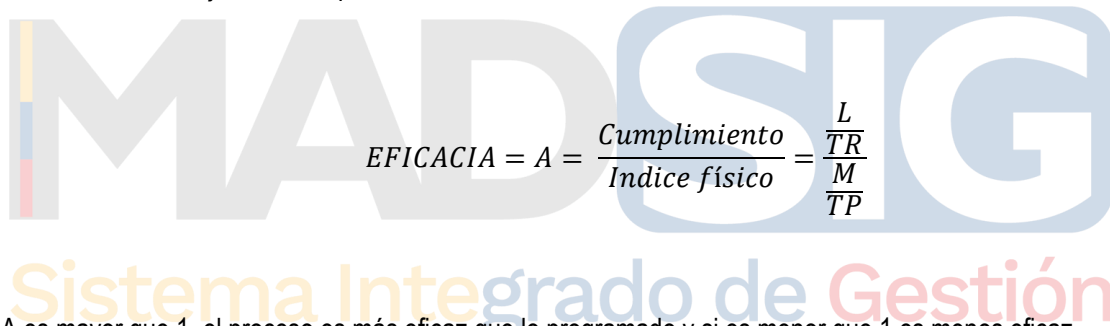 MADSIG
EFICACIA = A = Cumplimiento / Indice físico = (L / TR) / (M / TP)
Sistema Integrado de Gestión
A es mayor que 1, el proceso es más eficaz que lo programado y si es menor que 1 es menos eficaz